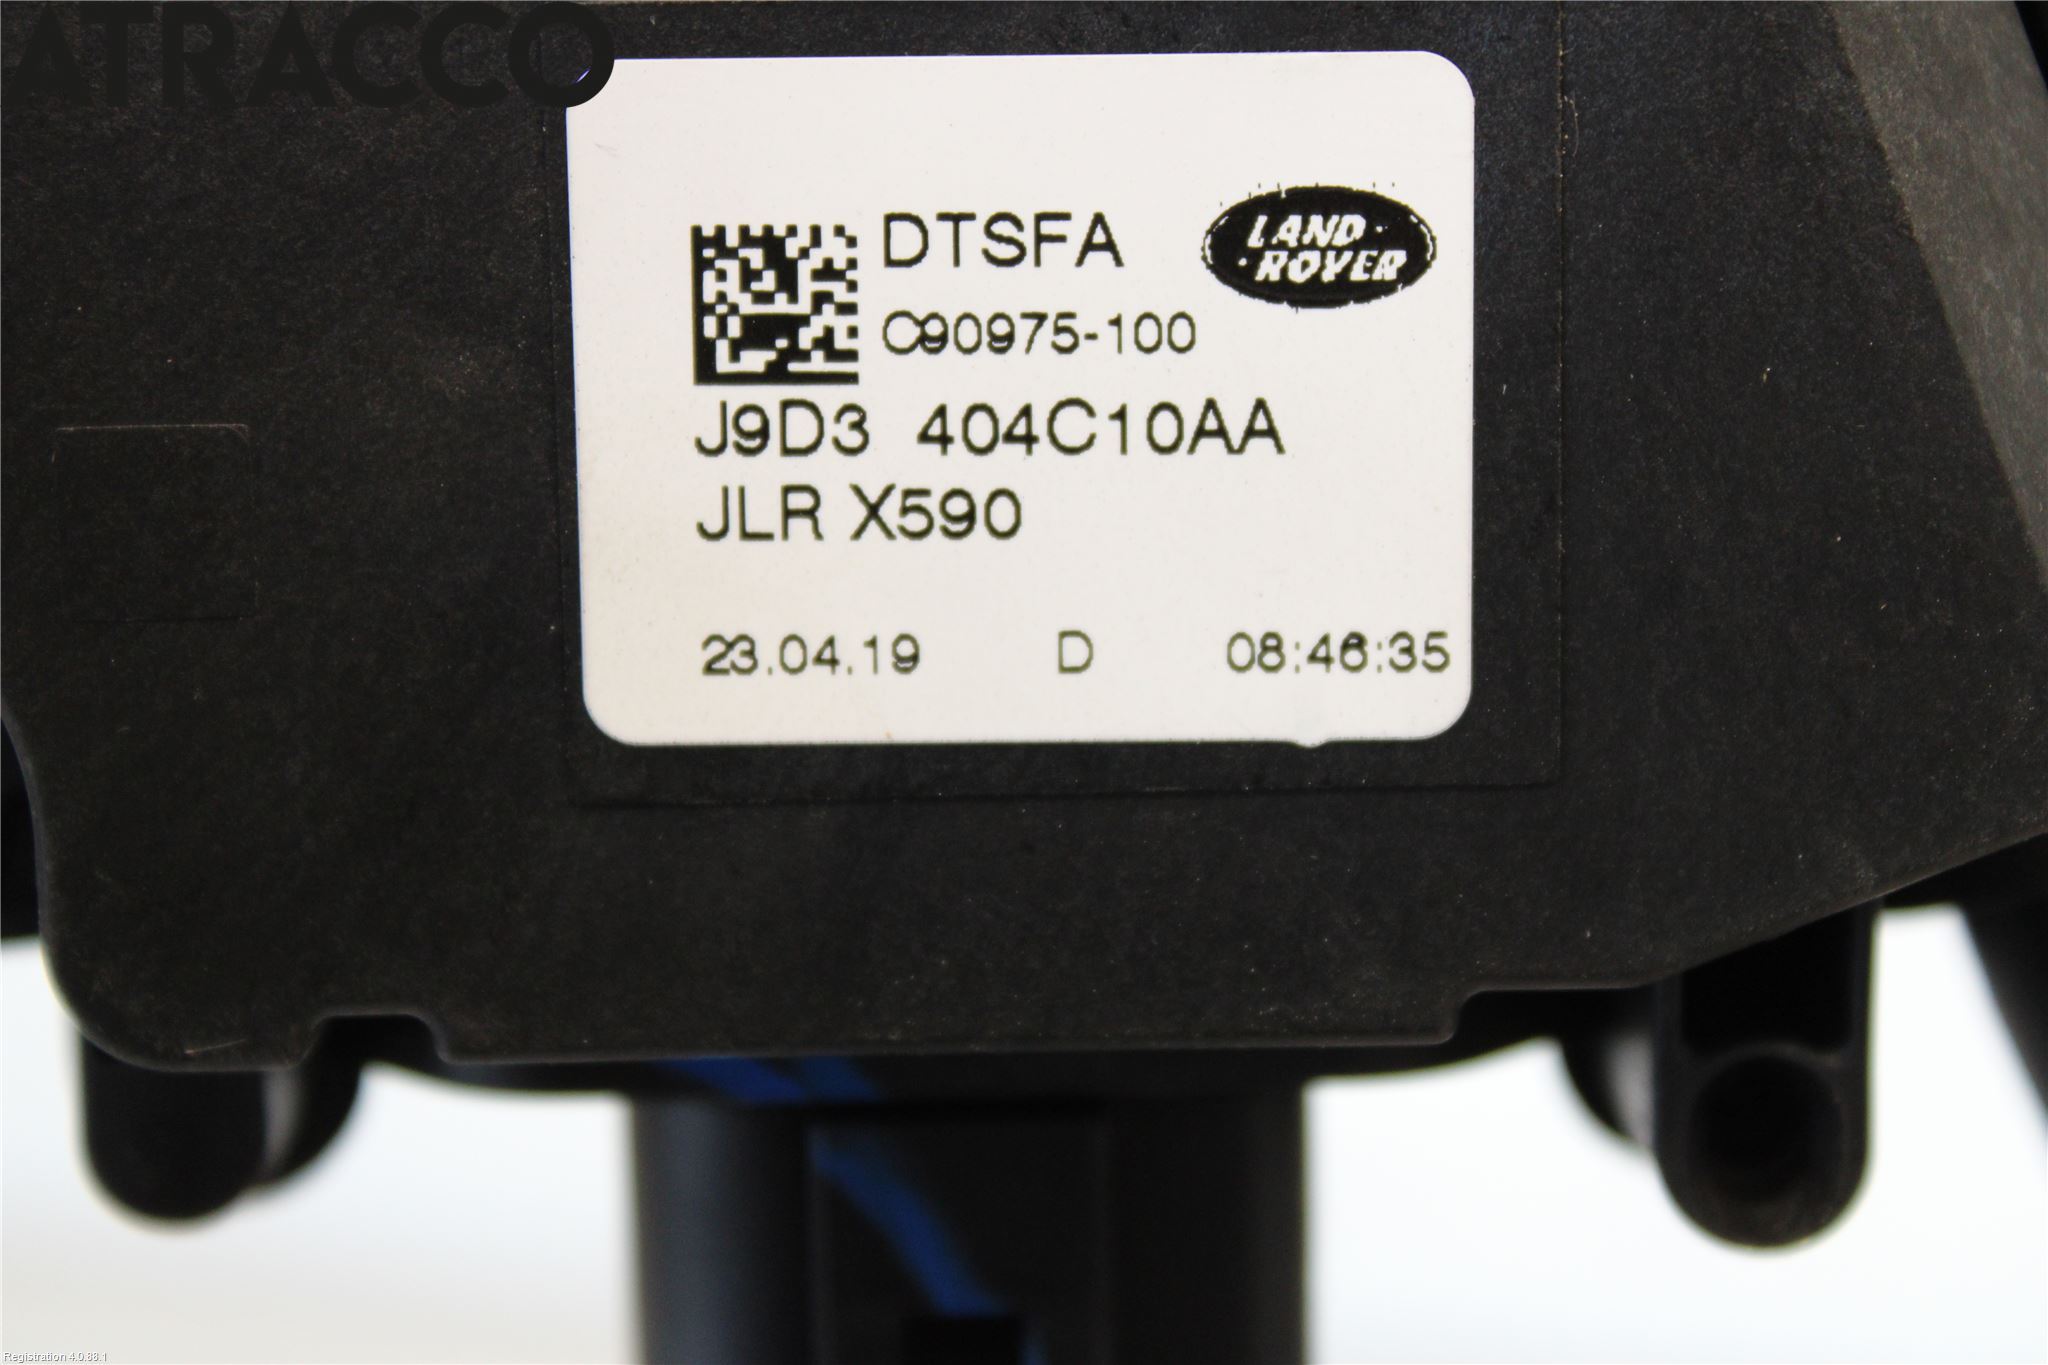 ATRACCO
DTSFA
LAND
ROVER
C90975-100
J9D3 404C10AA
JLR X590
23.04.19 D 08:46:35
Registration 4.0.88.1